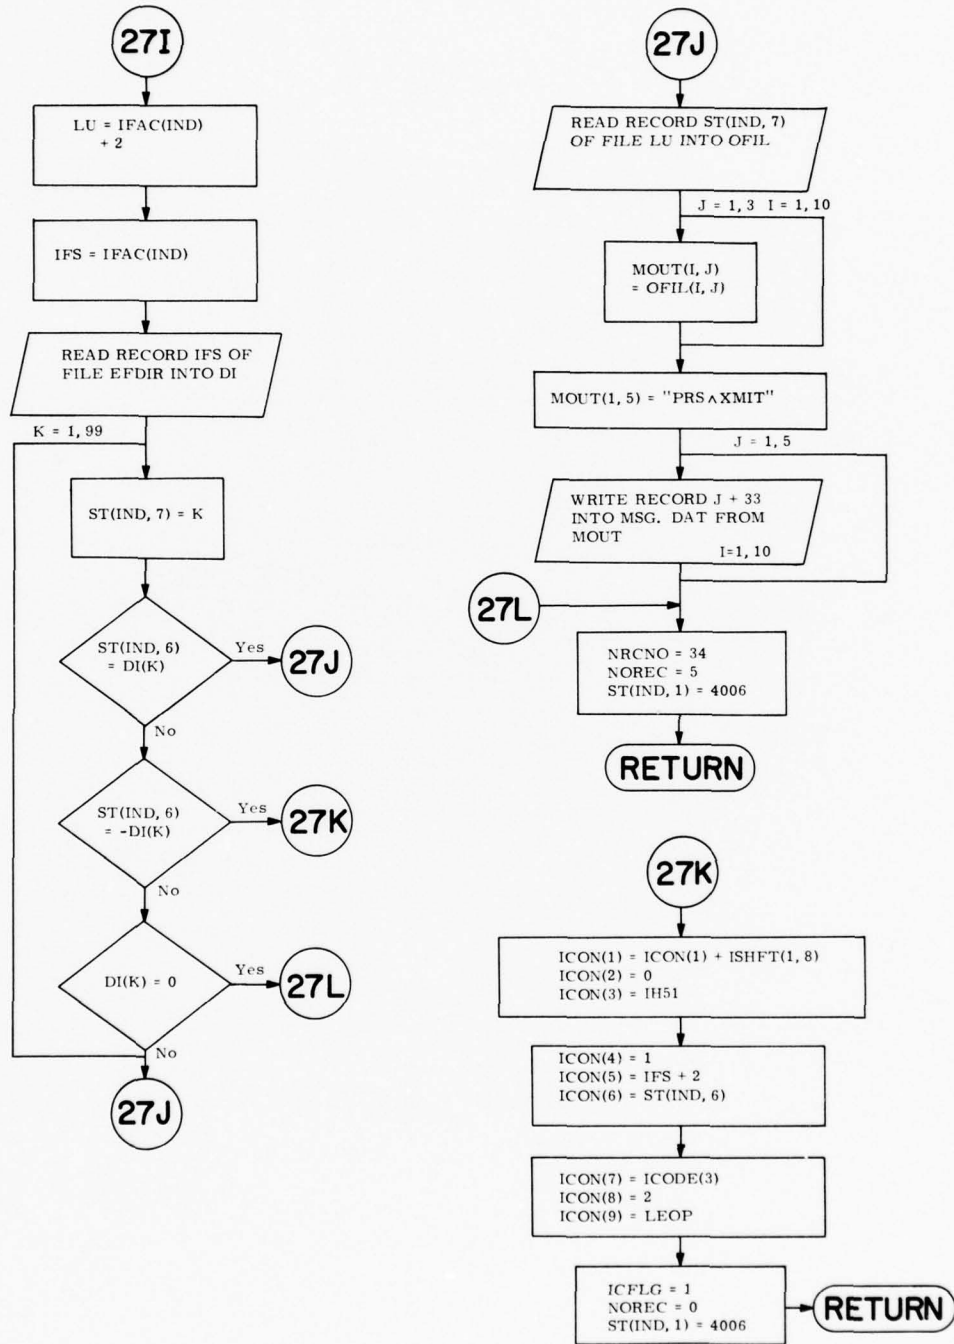 27I
LU = IFAC(IND)
+ 2
IFS = IFAC(IND)
READ RECORD IFS OF
FILE EFDIR INTO DI
K = 1, 99
ST(IND, 7) = K
ST(IND, 6)
= DI(K)
Yes
27J
No
ST(IND, 6)
= -DI(K)
Yes
27K
No
DI(K) = 0
Yes
27L
No
27J
27J
READ RECORD ST(IND, 7)
OF FILE LU INTO OFIL
J = 1, 3 I = 1, 10
MOUT(I, J)
= OFIL(I, J)
MOUT(1, 5) = "PRS∧XMIT"
J = 1, 5
WRITE RECORD J + 33
INTO MSG. DAT FROM
MOUT
I=1, 10
27L
NRCNO = 34
NOREC = 5
ST(IND, 1) = 4006
RETURN
27K
ICON(1) = ICON(1) + ISHFT(1, 8)
ICON(2) = 0
ICON(3) = IH51
ICON(4) = 1
ICON(5) = IFS + 2
ICON(6) = ST(IND, 6)
ICON(7) = ICODE(3)
ICON(8) = 2
ICON(9) = LEOP
ICFLG = 1
NOREC = 0
ST(IND, 1) = 4006
RETURN